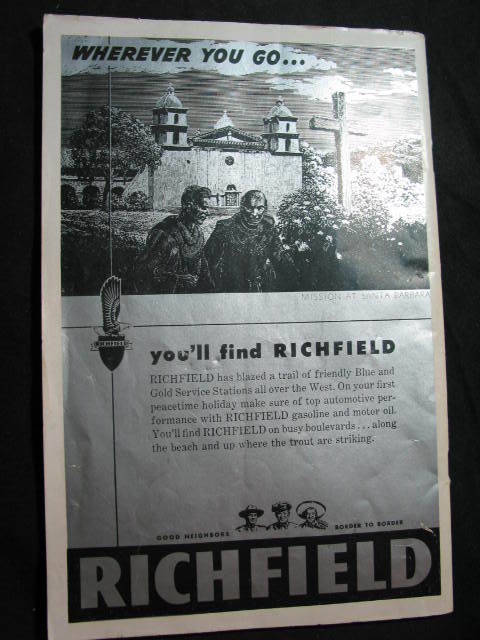 WHEREVER YOU GO...
MISSION AT SANTA BARBARA
RICHFIELD
you'll find RICHFIELD
RICHFIELD has blazed a trail of friendly Blue and
Gold Service Stations all over the West. On your first
peacetime holiday make sure of top automotive per-
formance with RICHFIELD gasoline and motor oil.
You'll find RICHFIELD on busy boulevards... along
the beach and up where the trout are striking.
GOOD NEIGHBORS BORDER TO BORDER
RICHFIELD